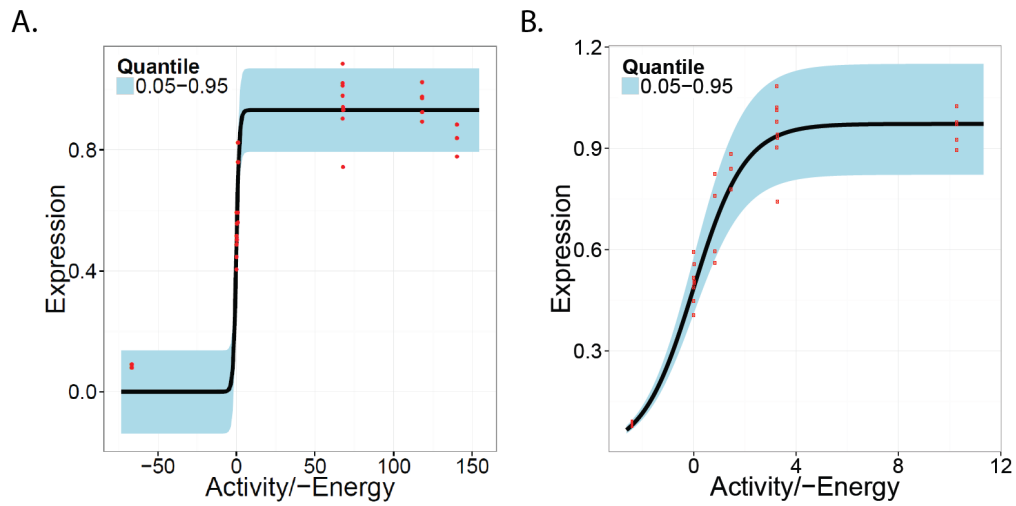 A.
Quantile
0.05−0.95
Expression
0.8
0.4
0.0
−50
0
50
100
150
Activity/−Energy
B.
Quantile
0.05−0.95
Expression
1.2
0.9
0.6
0.3
0
4
8
12
Activity/−Energy